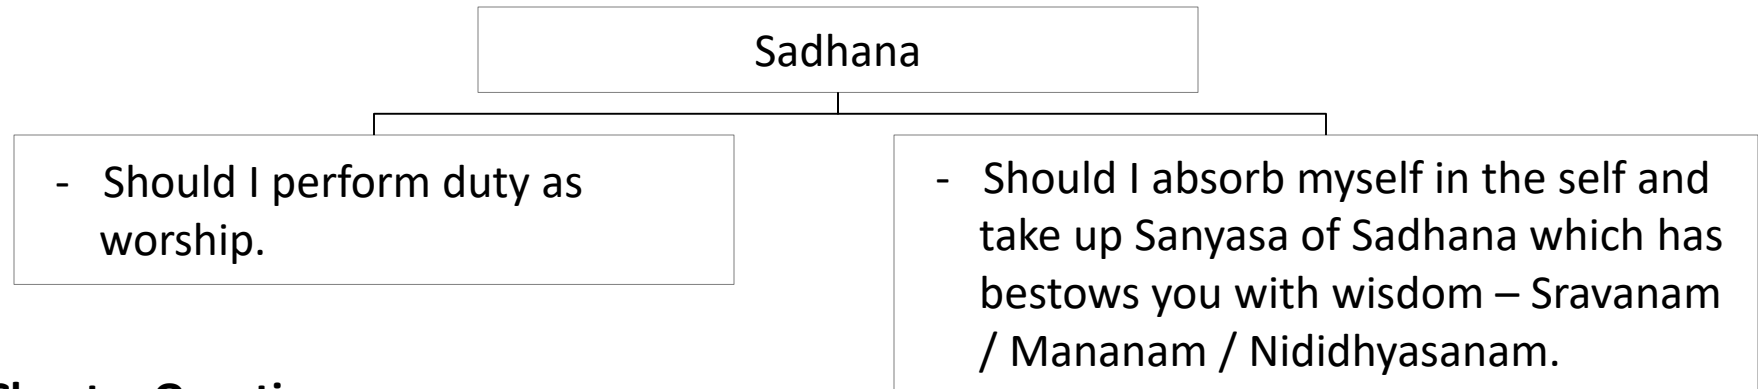 Sadhana
- Should I perform duty as
worship.
- Should I absorb myself in the self and
take up Sanyasa of Sadhana which has
bestows you with wisdom – Sravanam
/ Mananam / Nididhyasanam.